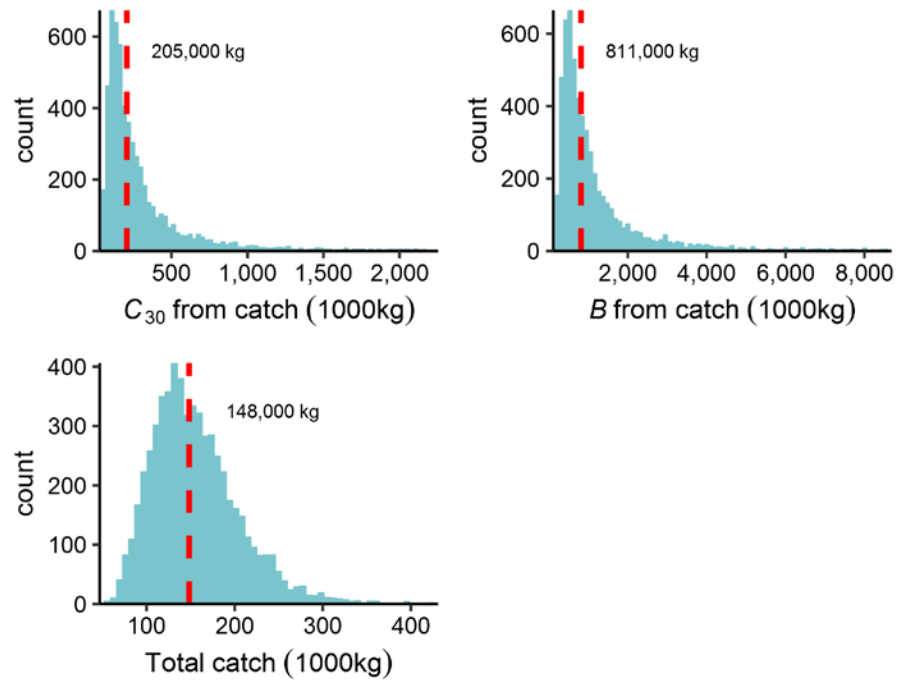 600
400
200
0
count
205,000 kg
500 1,000 1,500 2,000
C30 from catch (1000kg)
600
400
200
0
count
811,000 kg
2,000 4,000 6,000 8,000
B from catch (1000kg)
400
300
200
100
0
count
148,000 kg
100 200 300 400
Total catch (1000kg)